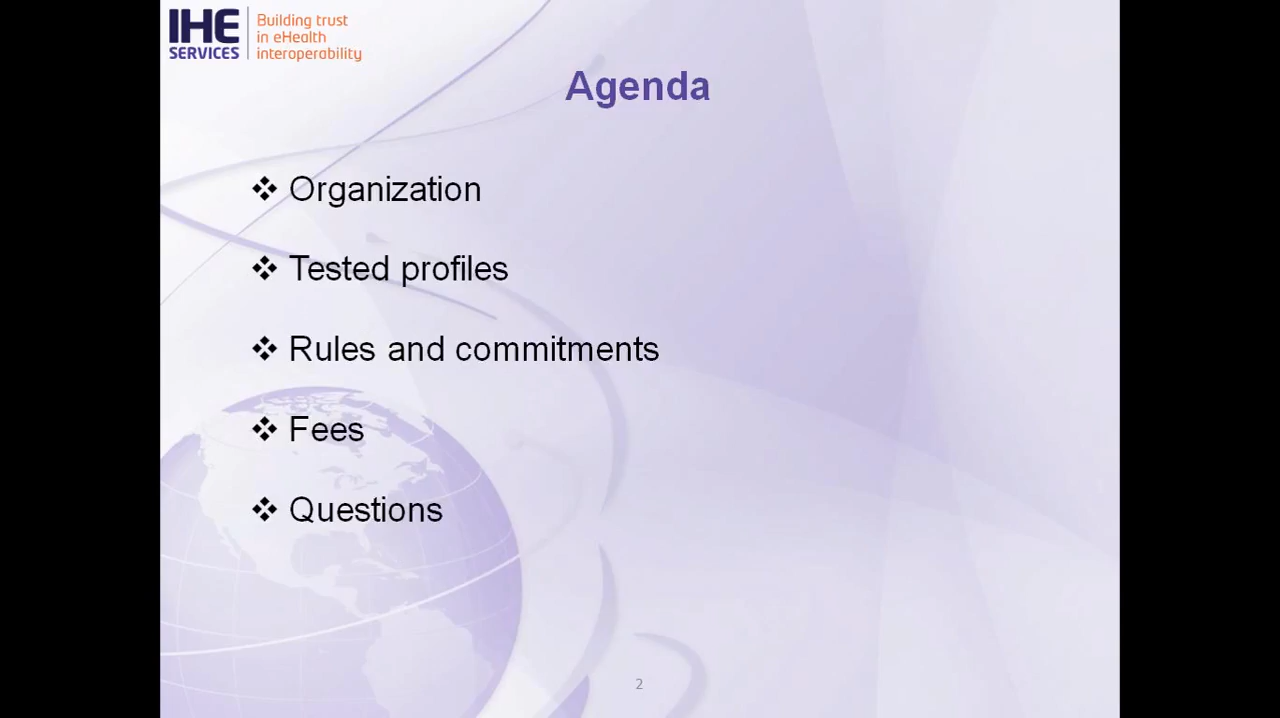 IHE
SERVICES
Building trust
in eHealth
interoperability
Agenda
❖ Organization
❖ Tested profiles
❖ Rules and commitments
❖ Fees
❖ Questions
2